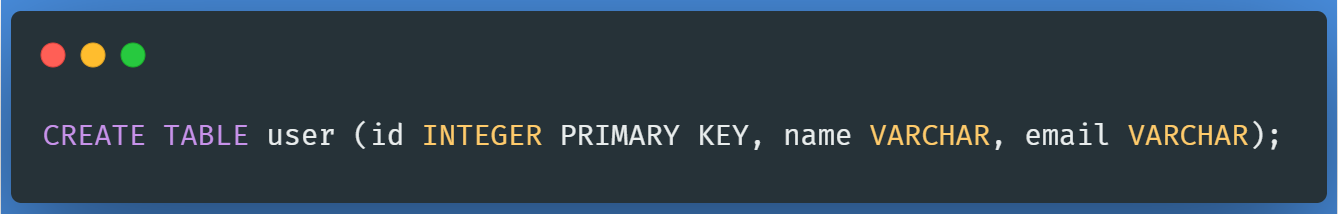 CREATE TABLE user (id INTEGER PRIMARY KEY, name VARCHAR, email VARCHAR);